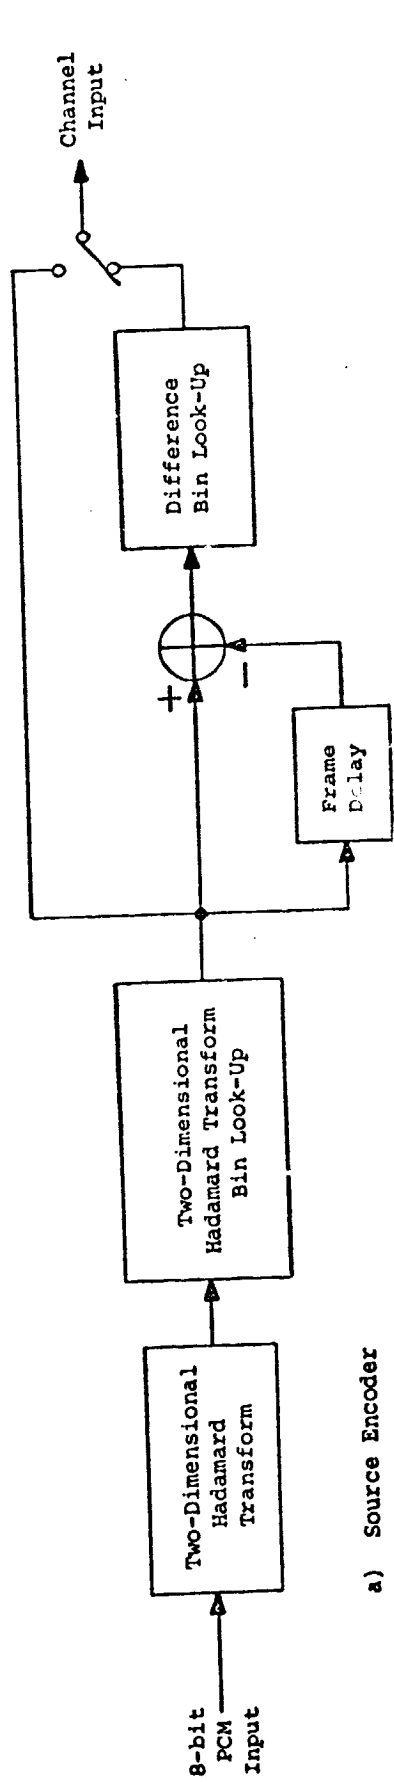 8-bit
PCM
Input
Two-Dimensional
Hadamard
Transform
Two-Dimensional
Hadamard Transform
Bin Look-Up
+
−
Frame
Delay
Difference
Bin Look-Up
Channel
Input
a) Source Encoder